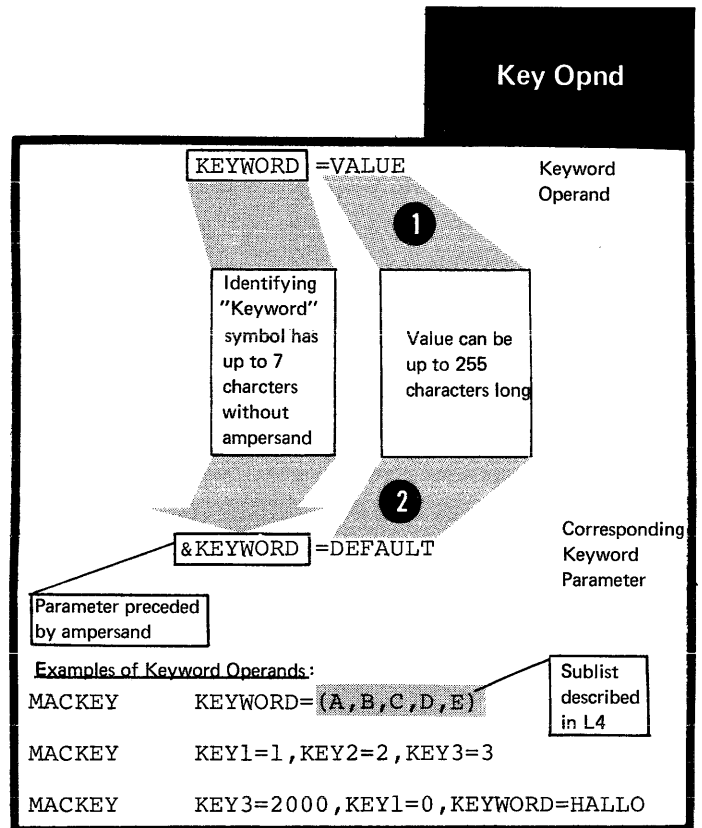 Key Opnd
KEYWORD =VALUE
Keyword
Operand
1
Identifying
"Keyword"
symbol has
up to 7
charcters
without
ampersand
Value can be
up to 255
characters long
2
&KEYWORD =DEFAULT
Corresponding
Keyword
Parameter
Parameter preceded
by ampersand
Examples of Keyword Operands:
MACKEY KEYWORD=(A,B,C,D,E)
Sublist
described
in L4
MACKEY KEY1=1,KEY2=2,KEY3=3
MACKEY KEY3=2000,KEY1=0,KEYWORD=HALLO